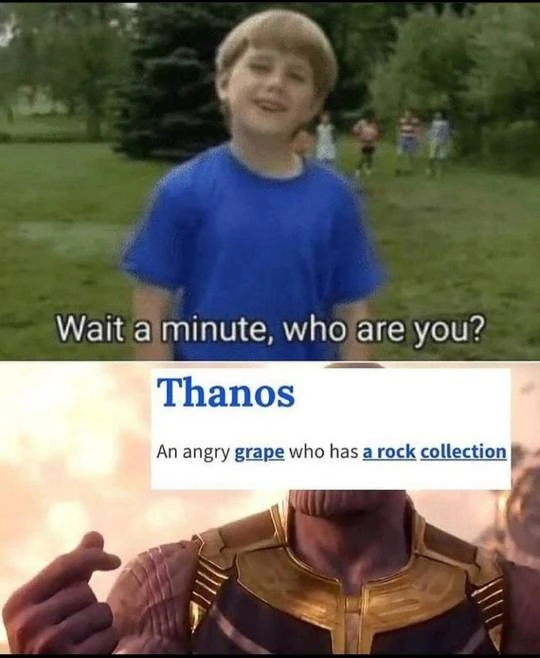 Wait a minute, who are you?
Thanos
An angry grape who has a rock collection